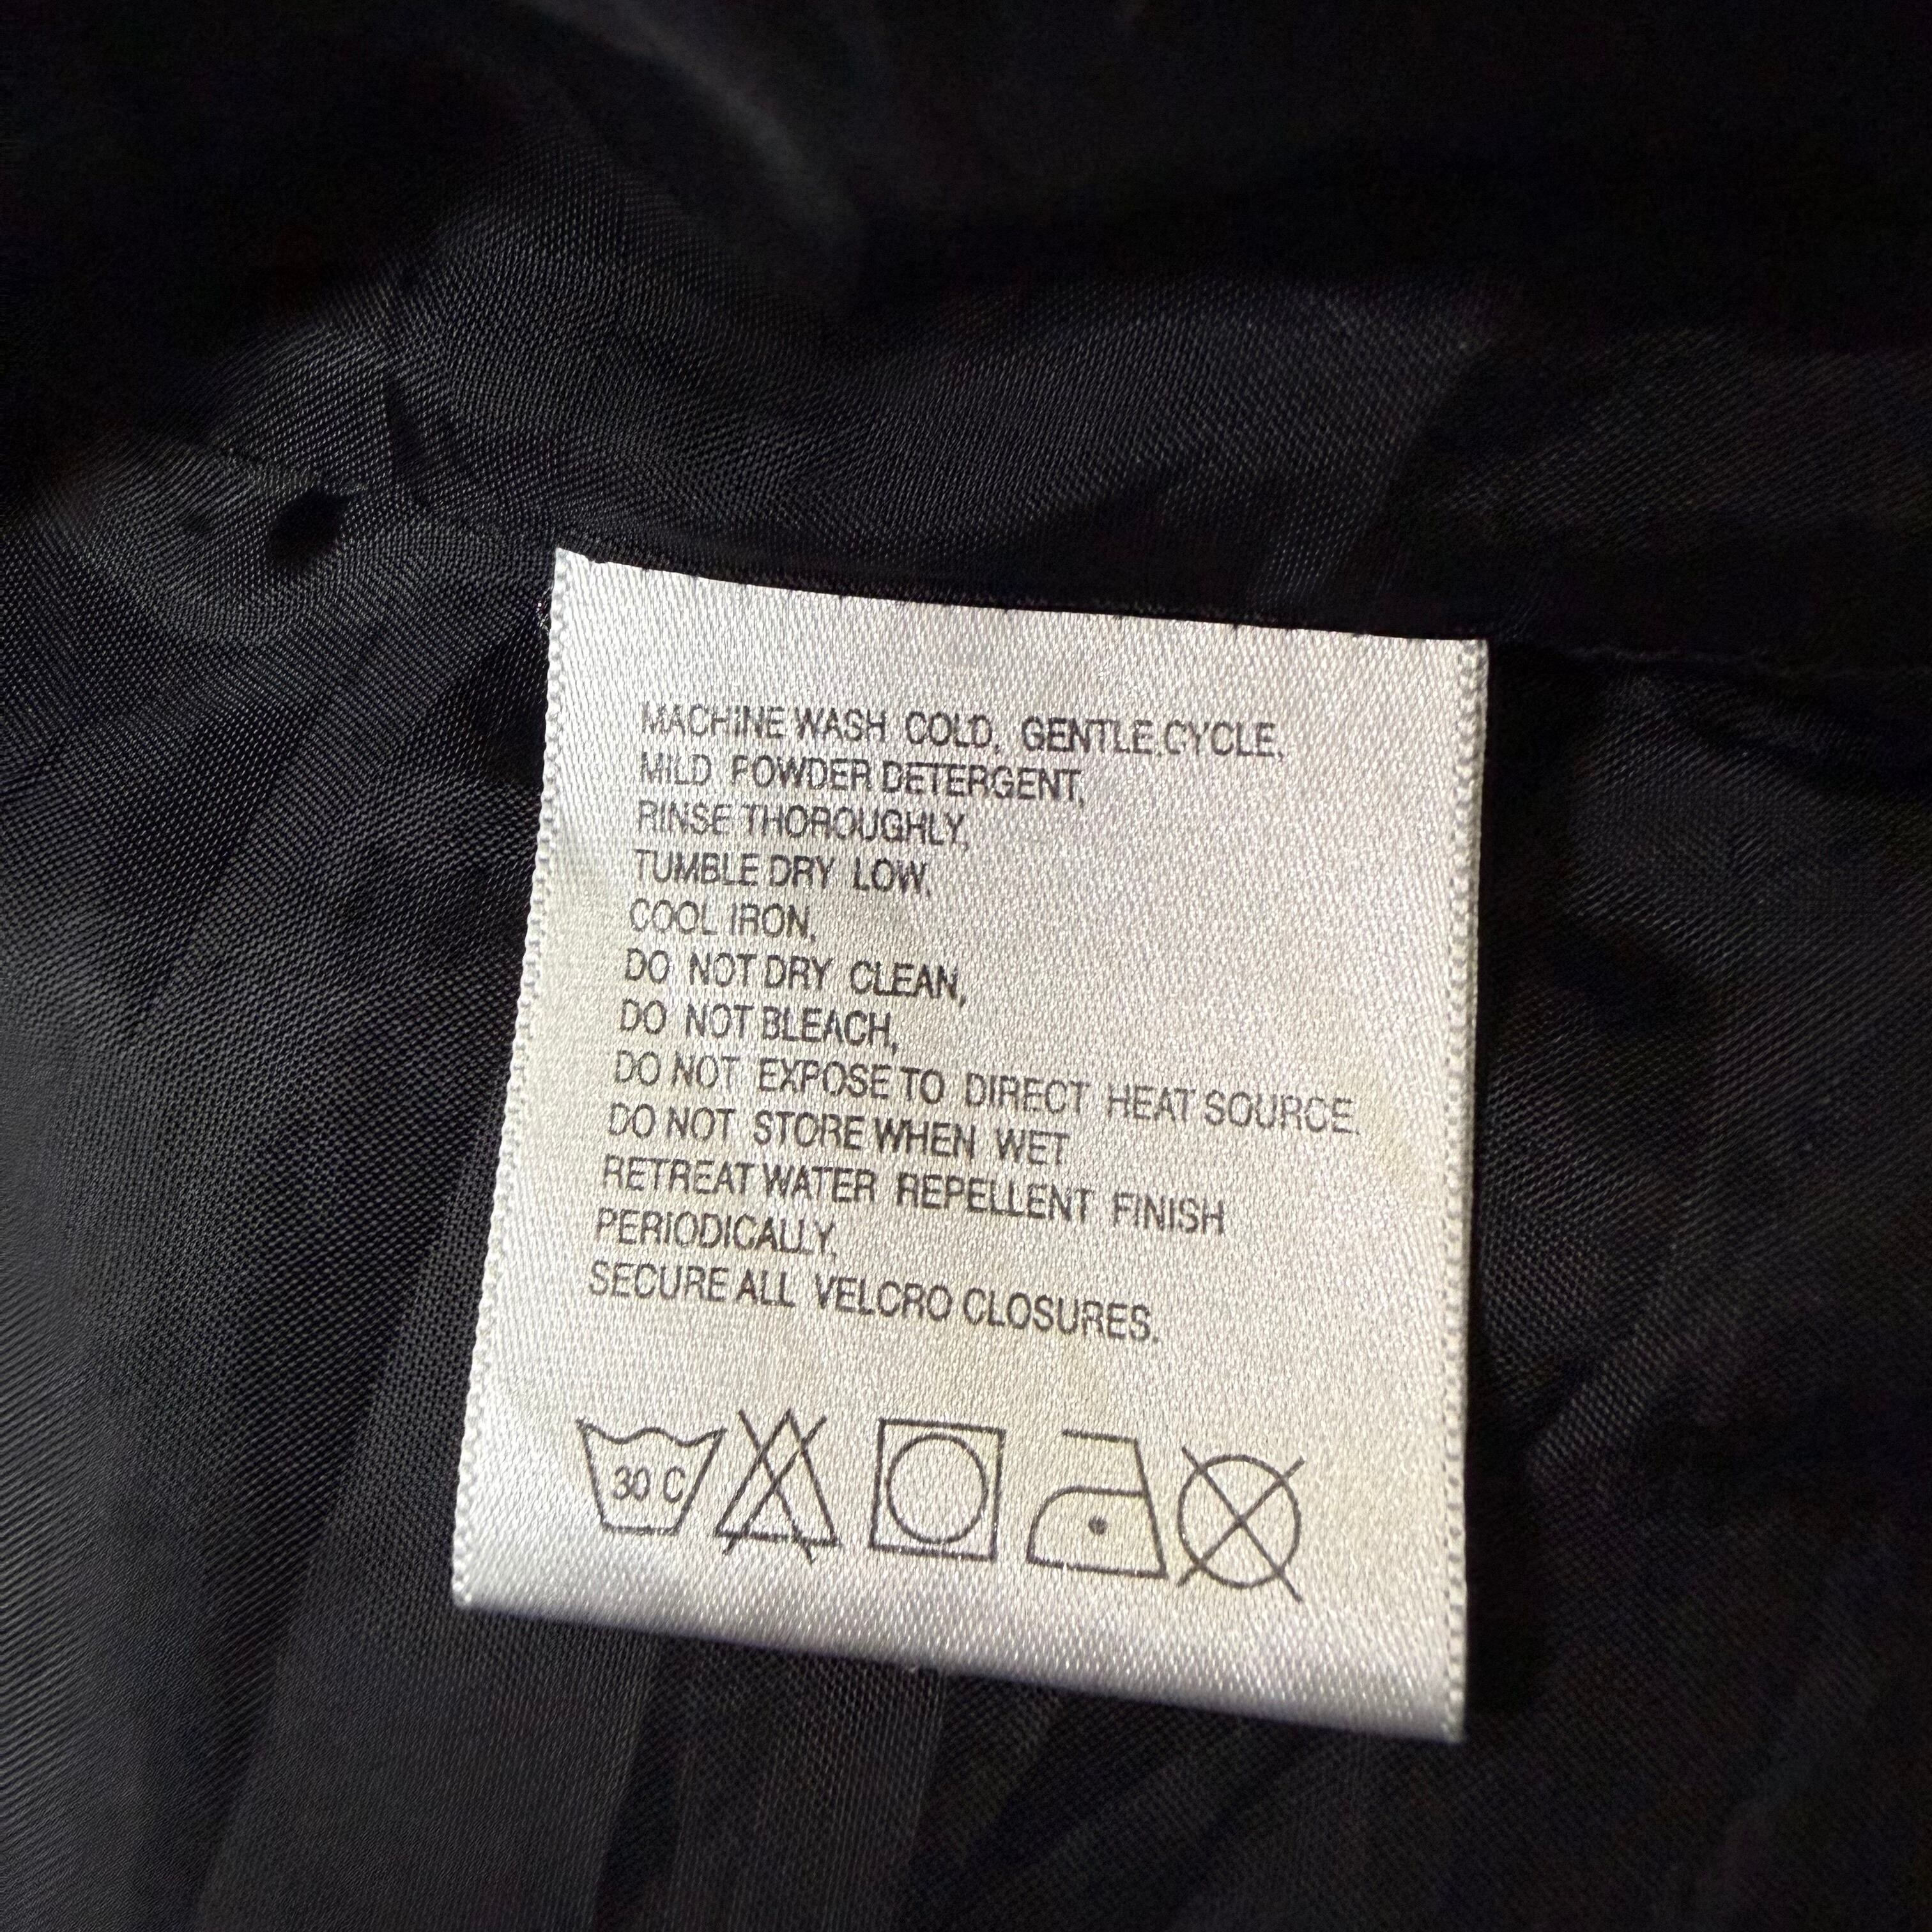 MACHINE WASH COLD, GENTLE CYCLE,
MILD POWDER DETERGENT,
RINSE THOROUGHLY,
TUMBLE DRY LOW,
COOL IRON,
DO NOT DRY CLEAN,
DO NOT BLEACH,
DO NOT EXPOSE TO DIRECT HEAT SOURCE.
DO NOT STORE WHEN WET
RETREAT WATER REPELLENT FINISH
PERIODICALLY,
SECURE ALL VELCRO CLOSURES.
30 C